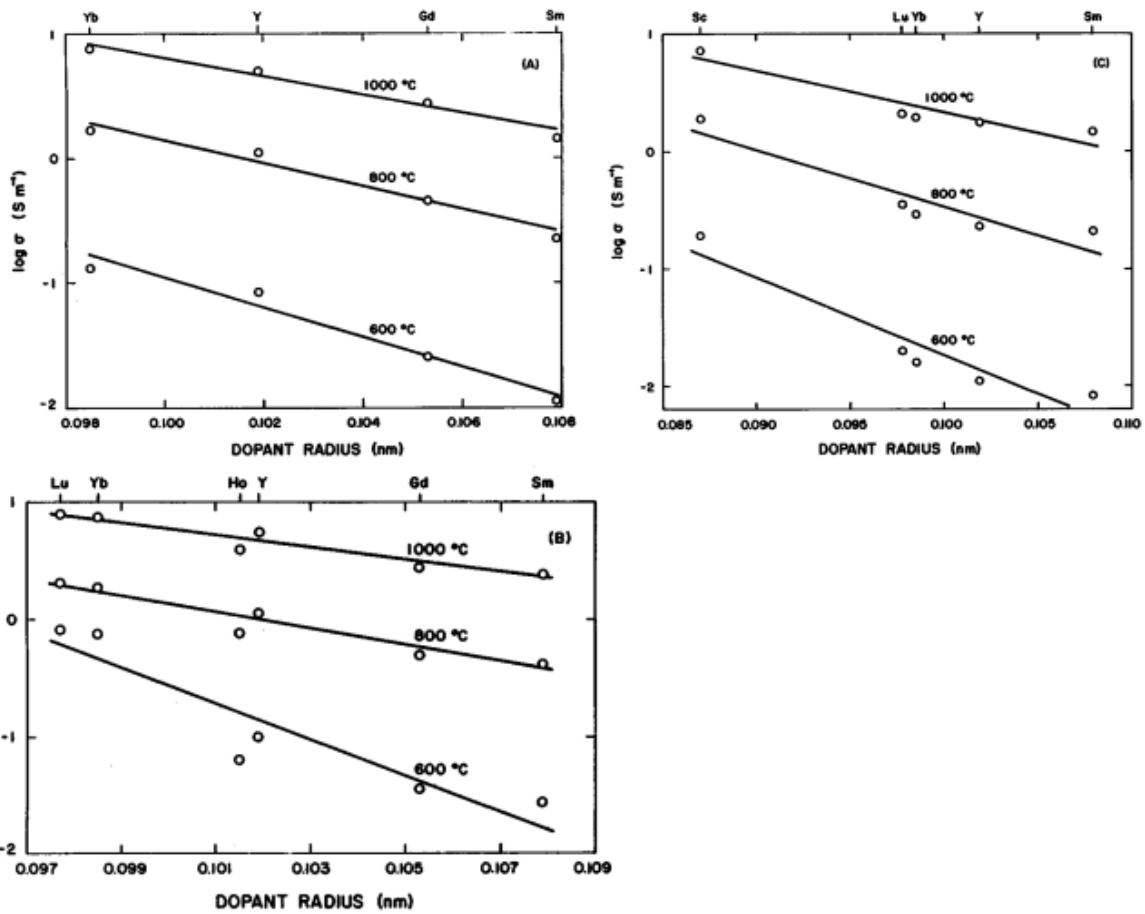 Yb Y Gd Sm
1
(A)
1000 °C
log σ (S m⁻¹)
0
800 °C
-1
600 °C
-2
0.098 0.100 0.102 0.104 0.106 0.108
DOPANT RADIUS (nm)
Sc Lu Yb Y Sm
1
(C)
1000 °C
log σ (S m⁻¹)
0
800 °C
-1
600 °C
-2
0.085 0.090 0.095 0.100 0.105 0.110
DOPANT RADIUS (nm)
Lu Yb Ho Y Gd Sm
1
(B)
1000 °C
0
800 °C
-1
600 °C
-2
0.097 0.099 0.101 0.103 0.105 0.107 0.109
DOPANT RADIUS (nm)